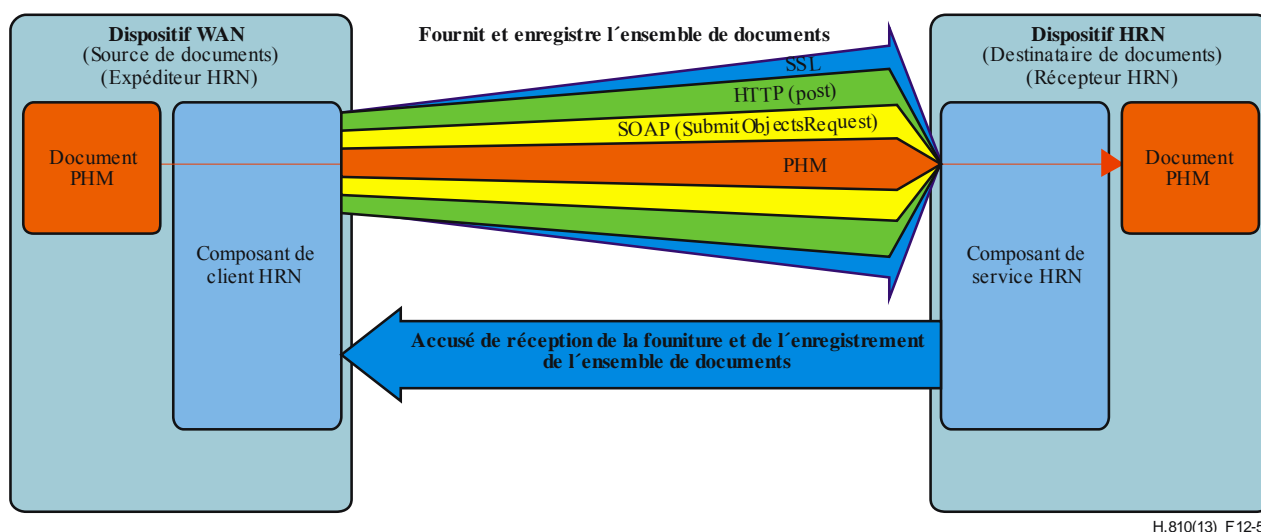 Dispositif WAN
(Source de documents)
(Expéditeur HRN)
Fournit et enregistre l´ensemble de documents
Dispositif HRN
(Destinataire de documents)
(Récepteur HRN)
SSL
HTTP (post)
SOAP (SubmitObjectsRequest)
PHM
Document
PHM
Composant de
client HRN
Composant de
service HRN
Document
PHM
Accusé de réception de la founiture et de l´enregistrement
de l´ensemble de documents
H.810(13)_F12-5